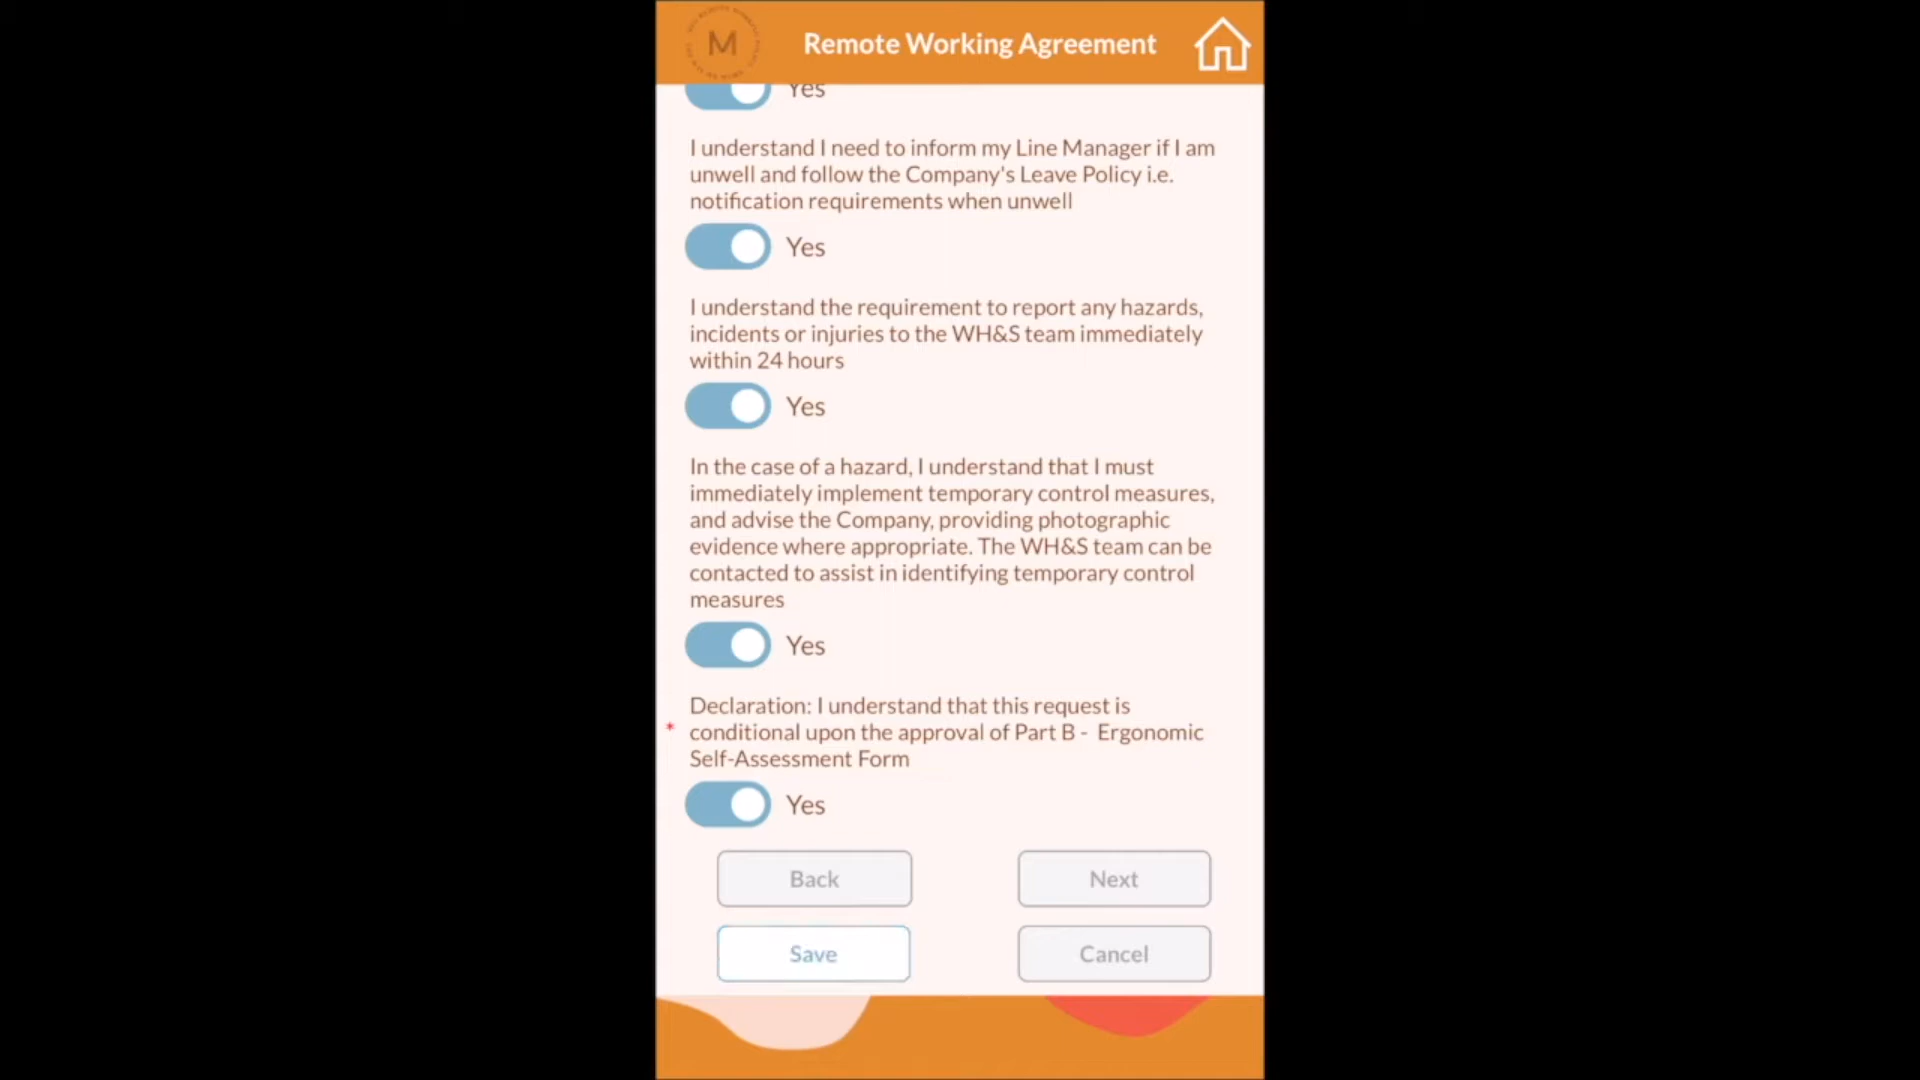 M
Remote Working Agreement
Yes
I understand I need to inform my Line Manager if I am
unwell and follow the Company's Leave Policy i.e.
notification requirements when unwell
Yes
I understand the requirement to report any hazards,
incidents or injuries to the WH&S team immediately
within 24 hours
Yes
In the case of a hazard, I understand that I must
immediately implement temporary control measures,
and advise the Company, providing photographic
evidence where appropriate. The WH&S team can be
contacted to assist in identifying temporary control
measures
Yes
Declaration: I understand that this request is
* conditional upon the approval of Part B - Ergonomic
Self-Assessment Form
Yes
Back Next
Save Cancel